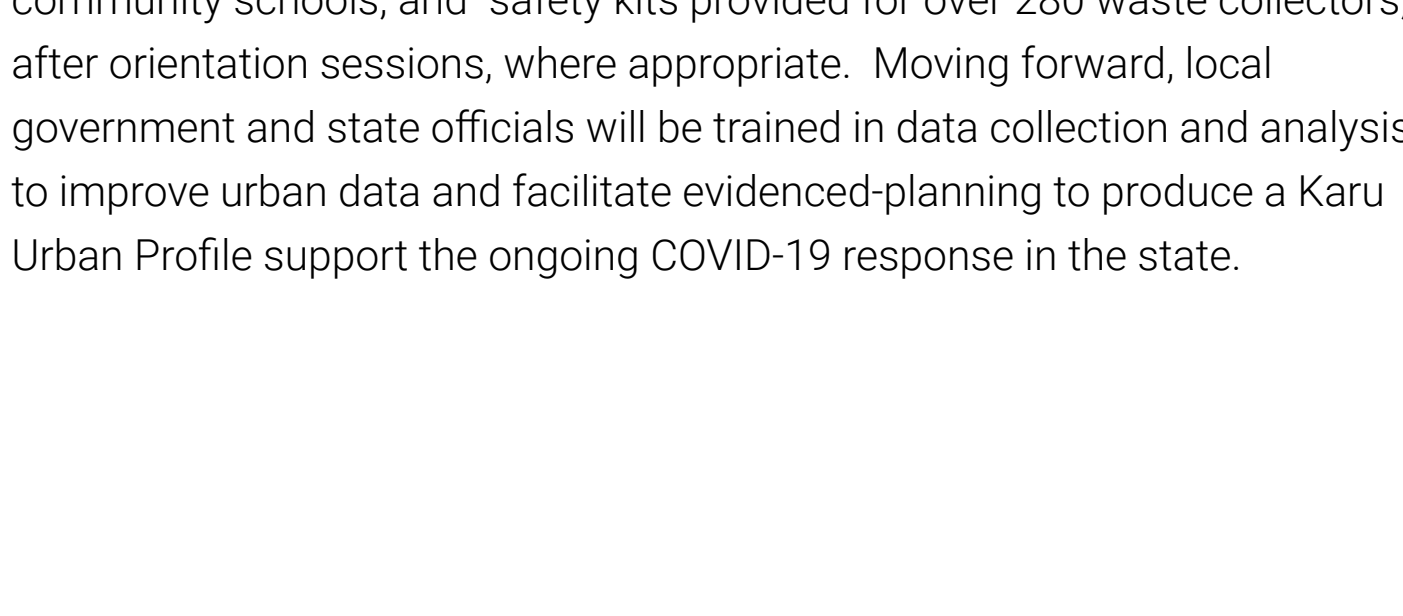 community schools, and  safety kits provided for over 280 waste collectors,
after orientation sessions, where appropriate.  Moving forward, local
government and state officials will be trained in data collection and analysis
to improve urban data and facilitate evidenced-planning to produce a Karu
Urban Profile support the ongoing COVID-19 response in the state.